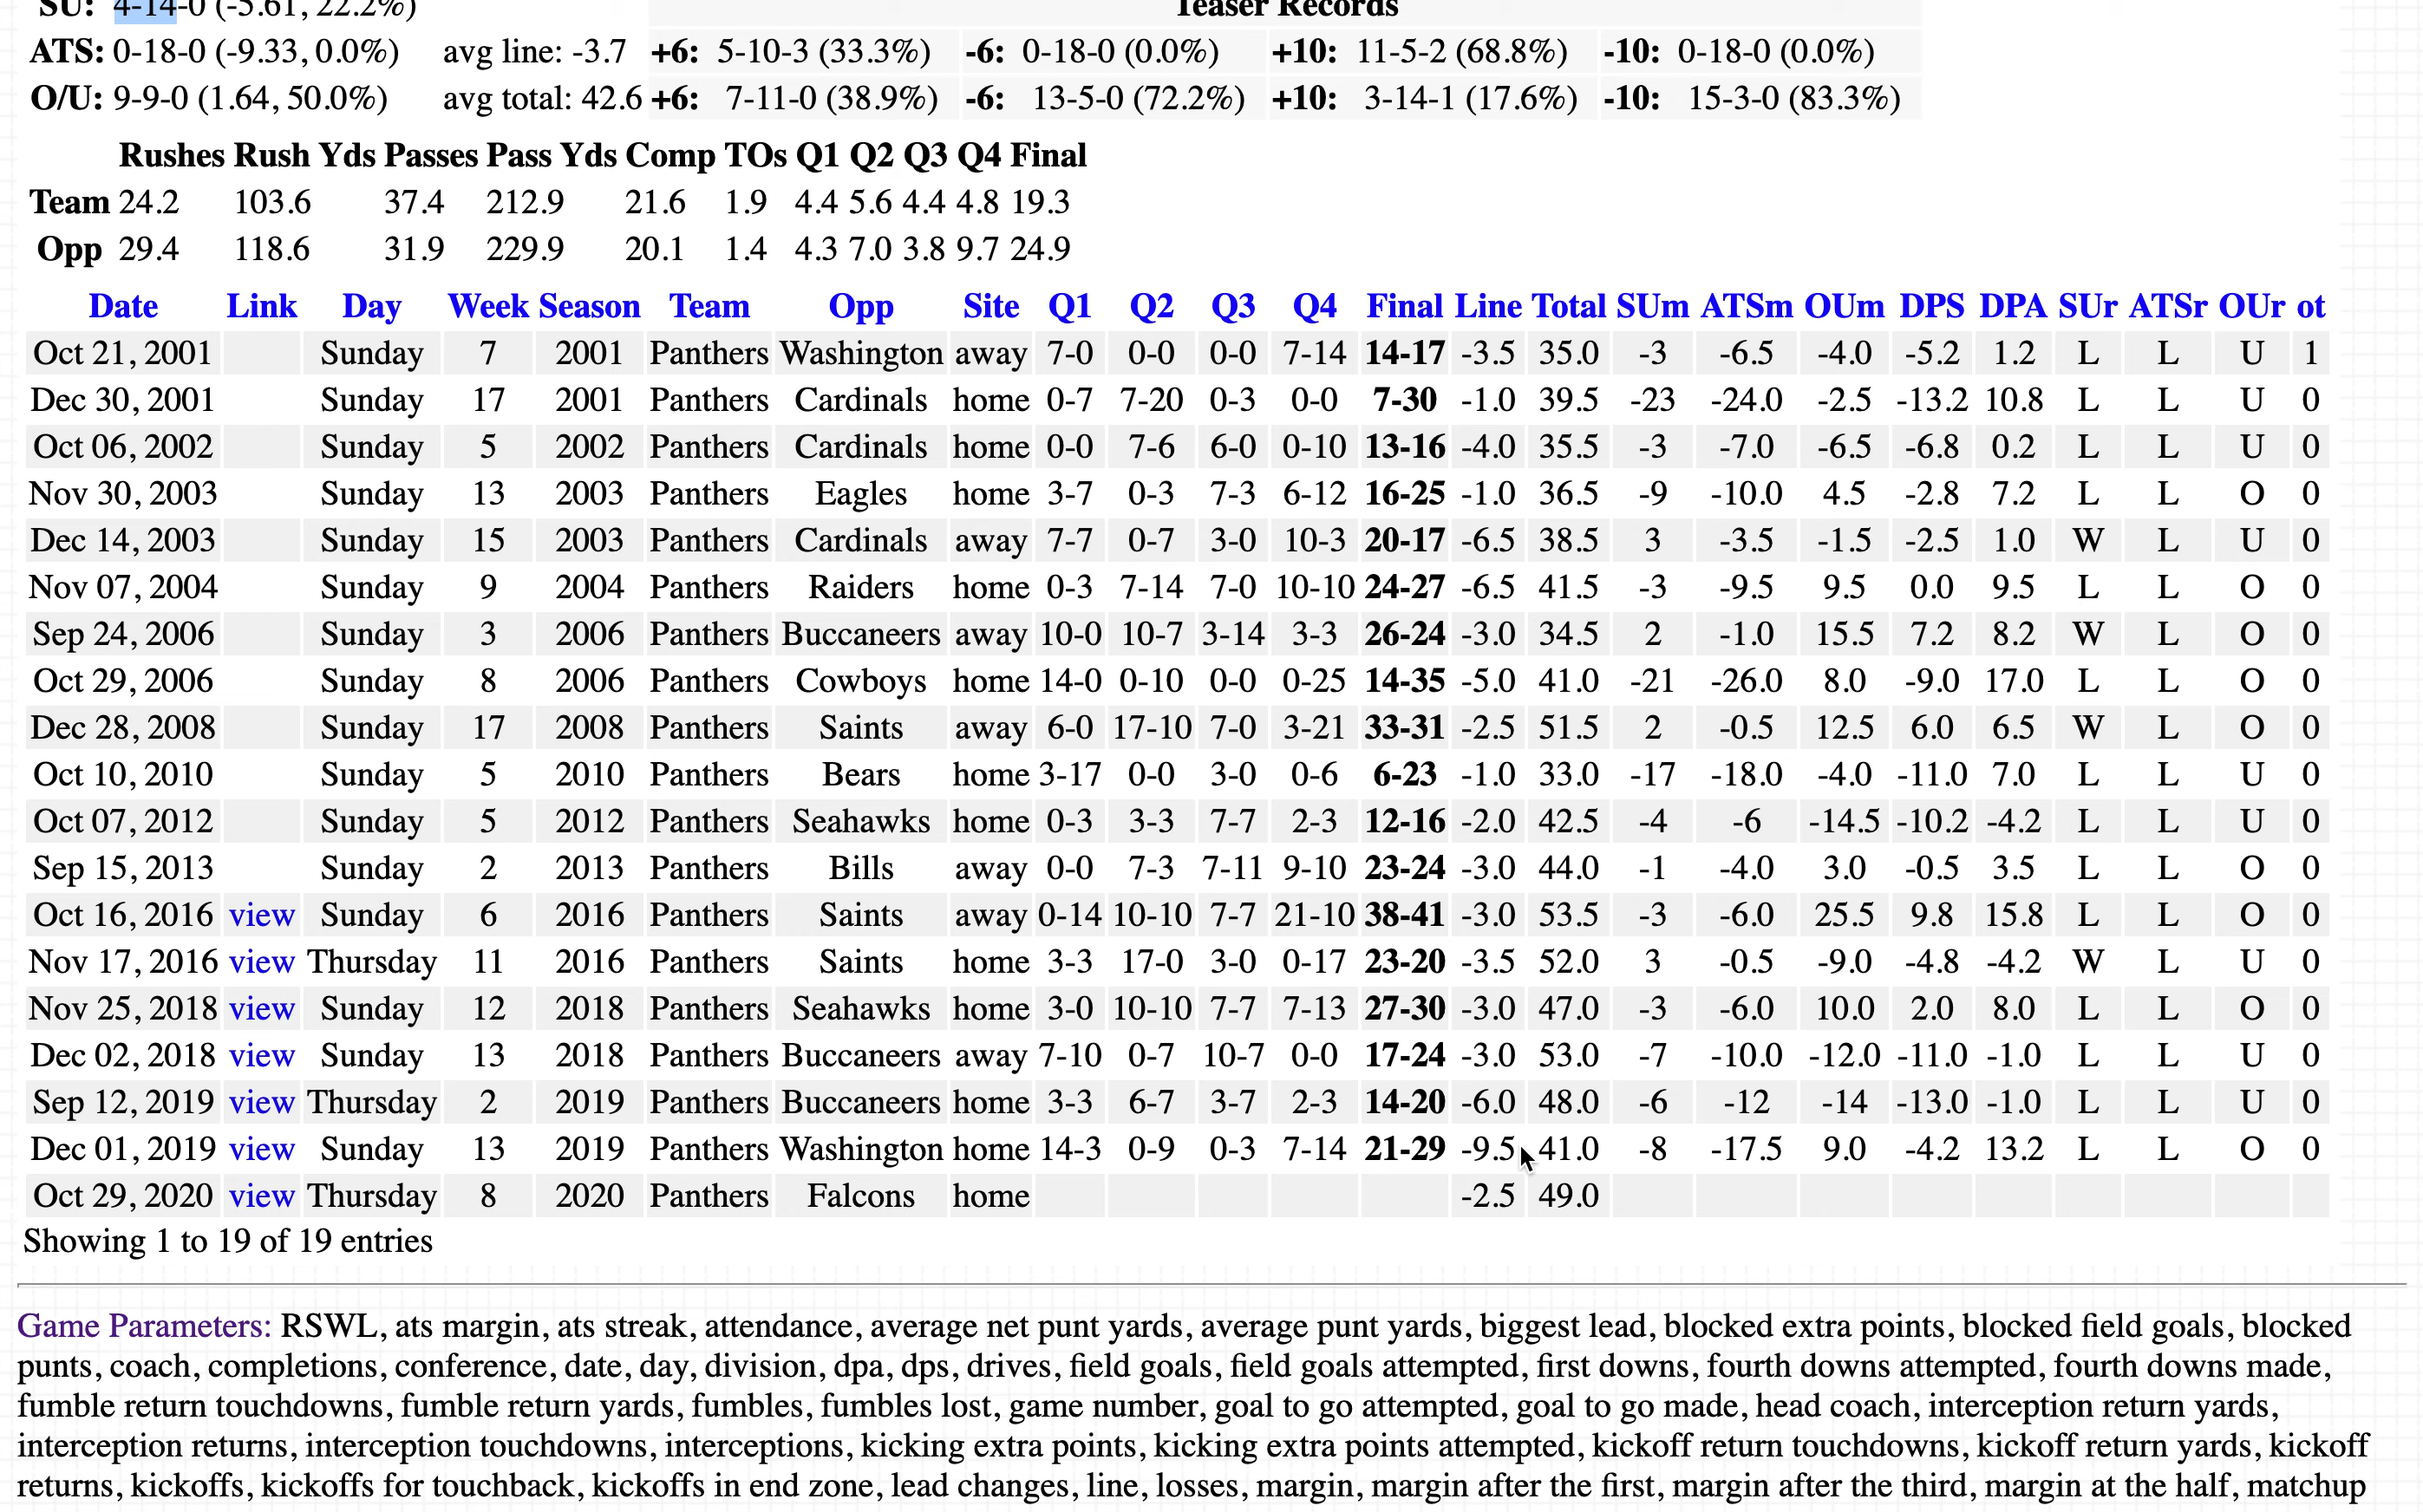 SU: 4-14-0 (-5.61, 22.2%) Teaser Records
ATS: 0-18-0 (-9.33, 0.0%) avg line: -3.7 +6: 5-10-3 (33.3%) -6: 0-18-0 (0.0%) +10: 11-5-2 (68.8%) -10: 0-18-0 (0.0%)
O/U: 9-9-0 (1.64, 50.0%) avg total: 42.6 +6: 7-11-0 (38.9%) -6: 13-5-0 (72.2%) +10: 3-14-1 (17.6%) -10: 15-3-0 (83.3%)
Rushes Rush Yds Passes Pass Yds Comp TOs Q1 Q2 Q3 Q4 Final
Team 24.2 103.6 37.4 212.9 21.6 1.9 4.4 5.6 4.4 4.8 19.3
Opp 29.4 118.6 31.9 229.9 20.1 1.4 4.3 7.0 3.8 9.7 24.9
Date Link Day Week Season Team Opp Site Q1 Q2 Q3 Q4 Final Line Total SUm ATSm OUm DPS DPA SUr ATSr OUr ot
Oct 21, 2001 Sunday 7 2001 Panthers Washington away 7-0 0-0 0-0 7-14 14-17 -3.5 35.0 -3 -6.5 -4.0 -5.2 1.2 L L U 1
Dec 30, 2001 Sunday 17 2001 Panthers Cardinals home 0-7 7-20 0-3 0-0 7-30 -1.0 39.5 -23 -24.0 -2.5 -13.2 10.8 L L U 0
Oct 06, 2002 Sunday 5 2002 Panthers Cardinals home 0-0 7-6 6-0 0-10 13-16 -4.0 35.5 -3 -7.0 -6.5 -6.8 0.2 L L U 0
Nov 30, 2003 Sunday 13 2003 Panthers Eagles home 3-7 0-3 7-3 6-12 16-25 -1.0 36.5 -9 -10.0 4.5 -2.8 7.2 L L O 0
Dec 14, 2003 Sunday 15 2003 Panthers Cardinals away 7-7 0-7 3-0 10-3 20-17 -6.5 38.5 3 -3.5 -1.5 -2.5 1.0 W L U 0
Nov 07, 2004 Sunday 9 2004 Panthers Raiders home 0-3 7-14 7-0 10-10 24-27 -6.5 41.5 -3 -9.5 9.5 0.0 9.5 L L O 0
Sep 24, 2006 Sunday 3 2006 Panthers Buccaneers away 10-0 10-7 3-14 3-3 26-24 -3.0 34.5 2 -1.0 15.5 7.2 8.2 W L O 0
Oct 29, 2006 Sunday 8 2006 Panthers Cowboys home 14-0 0-10 0-0 0-25 14-35 -5.0 41.0 -21 -26.0 8.0 -9.0 17.0 L L O 0
Dec 28, 2008 Sunday 17 2008 Panthers Saints away 6-0 17-10 7-0 3-21 33-31 -2.5 51.5 2 -0.5 12.5 6.0 6.5 W L O 0
Oct 10, 2010 Sunday 5 2010 Panthers Bears home 3-17 0-0 3-0 0-6 6-23 -1.0 33.0 -17 -18.0 -4.0 -11.0 7.0 L L U 0
Oct 07, 2012 Sunday 5 2012 Panthers Seahawks home 0-3 3-3 7-7 2-3 12-16 -2.0 42.5 -4 -6 -14.5 -10.2 -4.2 L L U 0
Sep 15, 2013 Sunday 2 2013 Panthers Bills away 0-0 7-3 7-11 9-10 23-24 -3.0 44.0 -1 -4.0 3.0 -0.5 3.5 L L O 0
Oct 16, 2016 view Sunday 6 2016 Panthers Saints away 0-14 10-10 7-7 21-10 38-41 -3.0 53.5 -3 -6.0 25.5 9.8 15.8 L L O 0
Nov 17, 2016 view Thursday 11 2016 Panthers Saints home 3-3 17-0 3-0 0-17 23-20 -3.5 52.0 3 -0.5 -9.0 -4.8 -4.2 W L U 0
Nov 25, 2018 view Sunday 12 2018 Panthers Seahawks home 3-0 10-10 7-7 7-13 27-30 -3.0 47.0 -3 -6.0 10.0 2.0 8.0 L L O 0
Dec 02, 2018 view Sunday 13 2018 Panthers Buccaneers away 7-10 0-7 10-7 0-0 17-24 -3.0 53.0 -7 -10.0 -12.0 -11.0 -1.0 L L U 0
Sep 12, 2019 view Thursday 2 2019 Panthers Buccaneers home 3-3 6-7 3-7 2-3 14-20 -6.0 48.0 -6 -12 -14 -13.0 -1.0 L L U 0
Dec 01, 2019 view Sunday 13 2019 Panthers Washington home 14-3 0-9 0-3 7-14 21-29 -9.5 41.0 -8 -17.5 9.0 -4.2 13.2 L L O 0
Oct 29, 2020 view Thursday 8 2020 Panthers Falcons home -2.5 49.0
Showing 1 to 19 of 19 entries
Game Parameters: RSWL, ats margin, ats streak, attendance, average net punt yards, average punt yards, biggest lead, blocked extra points, blocked field goals, blocked
punts, coach, completions, conference, date, day, division, dpa, dps, drives, field goals, field goals attempted, first downs, fourth downs attempted, fourth downs made,
fumble return touchdowns, fumble return yards, fumbles, fumbles lost, game number, goal to go attempted, goal to go made, head coach, interception return yards,
interception returns, interception touchdowns, interceptions, kicking extra points, kicking extra points attempted, kickoff return touchdowns, kickoff return yards, kickoff
returns, kickoffs, kickoffs for touchback, kickoffs in end zone, lead changes, line, losses, margin, margin after the first, margin after the third, margin at the half, matchup